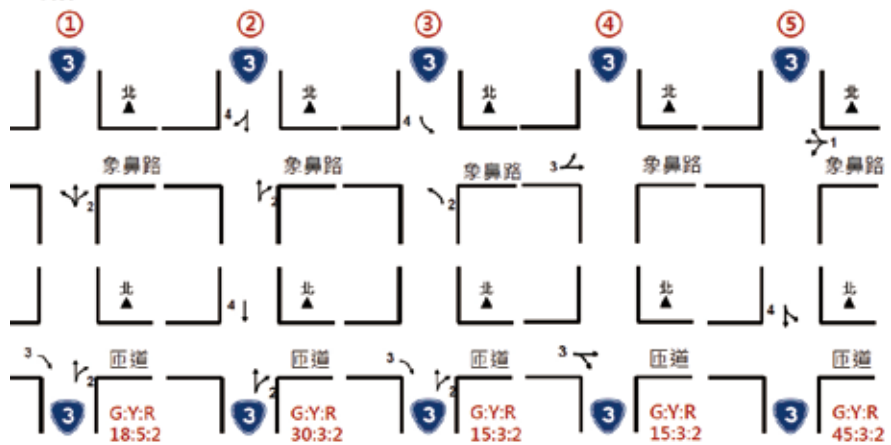 ① ② ③ ④ ⑤
3 3 3 3 3
北 北 北 北 北
4 4 1
象鼻路 象鼻路 象鼻路 3 象鼻路 象鼻路
2 2 2
北 北 北 北 北
4 4
3 匝道 匝道 3 匝道 3 匝道 匝道
2 2 2
3 G:Y:R 3 G:Y:R 3 G:Y:R 3 G:Y:R 3 G:Y:R
18:5:2 30:3:2 15:3:2 15:3:2 45:3:2